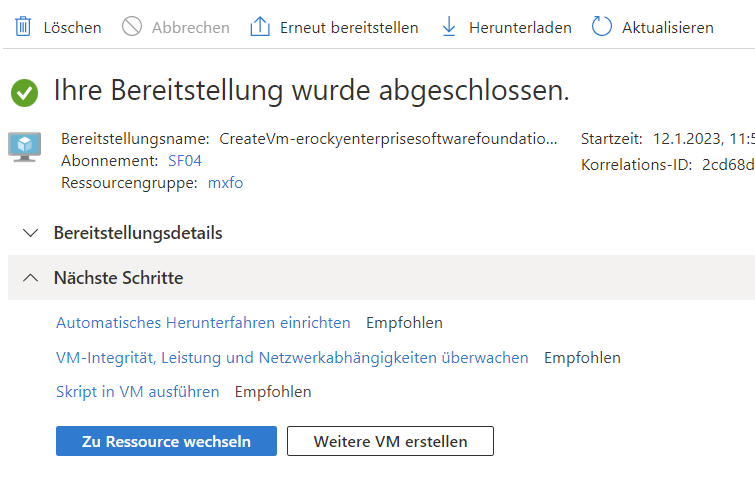 Löschen Abbrechen Erneut bereitstellen Herunterladen Aktualisieren
Ihre Bereitstellung wurde abgeschlossen.
Bereitstellungsname: CreateVm-erockyenterprisesoftwarefoundatio... Startzeit: 12.1.2023, 11:5
Abonnement: SF04 Korrelations-ID: 2cd68d
Ressourcengruppe: mxfo
Bereitstellungsdetails
Nächste Schritte
Automatisches Herunterfahren einrichten Empfohlen
VM-Integrität, Leistung und Netzwerkabhängigkeiten überwachen Empfohlen
Skript in VM ausführen Empfohlen
Zu Ressource wechseln Weitere VM erstellen